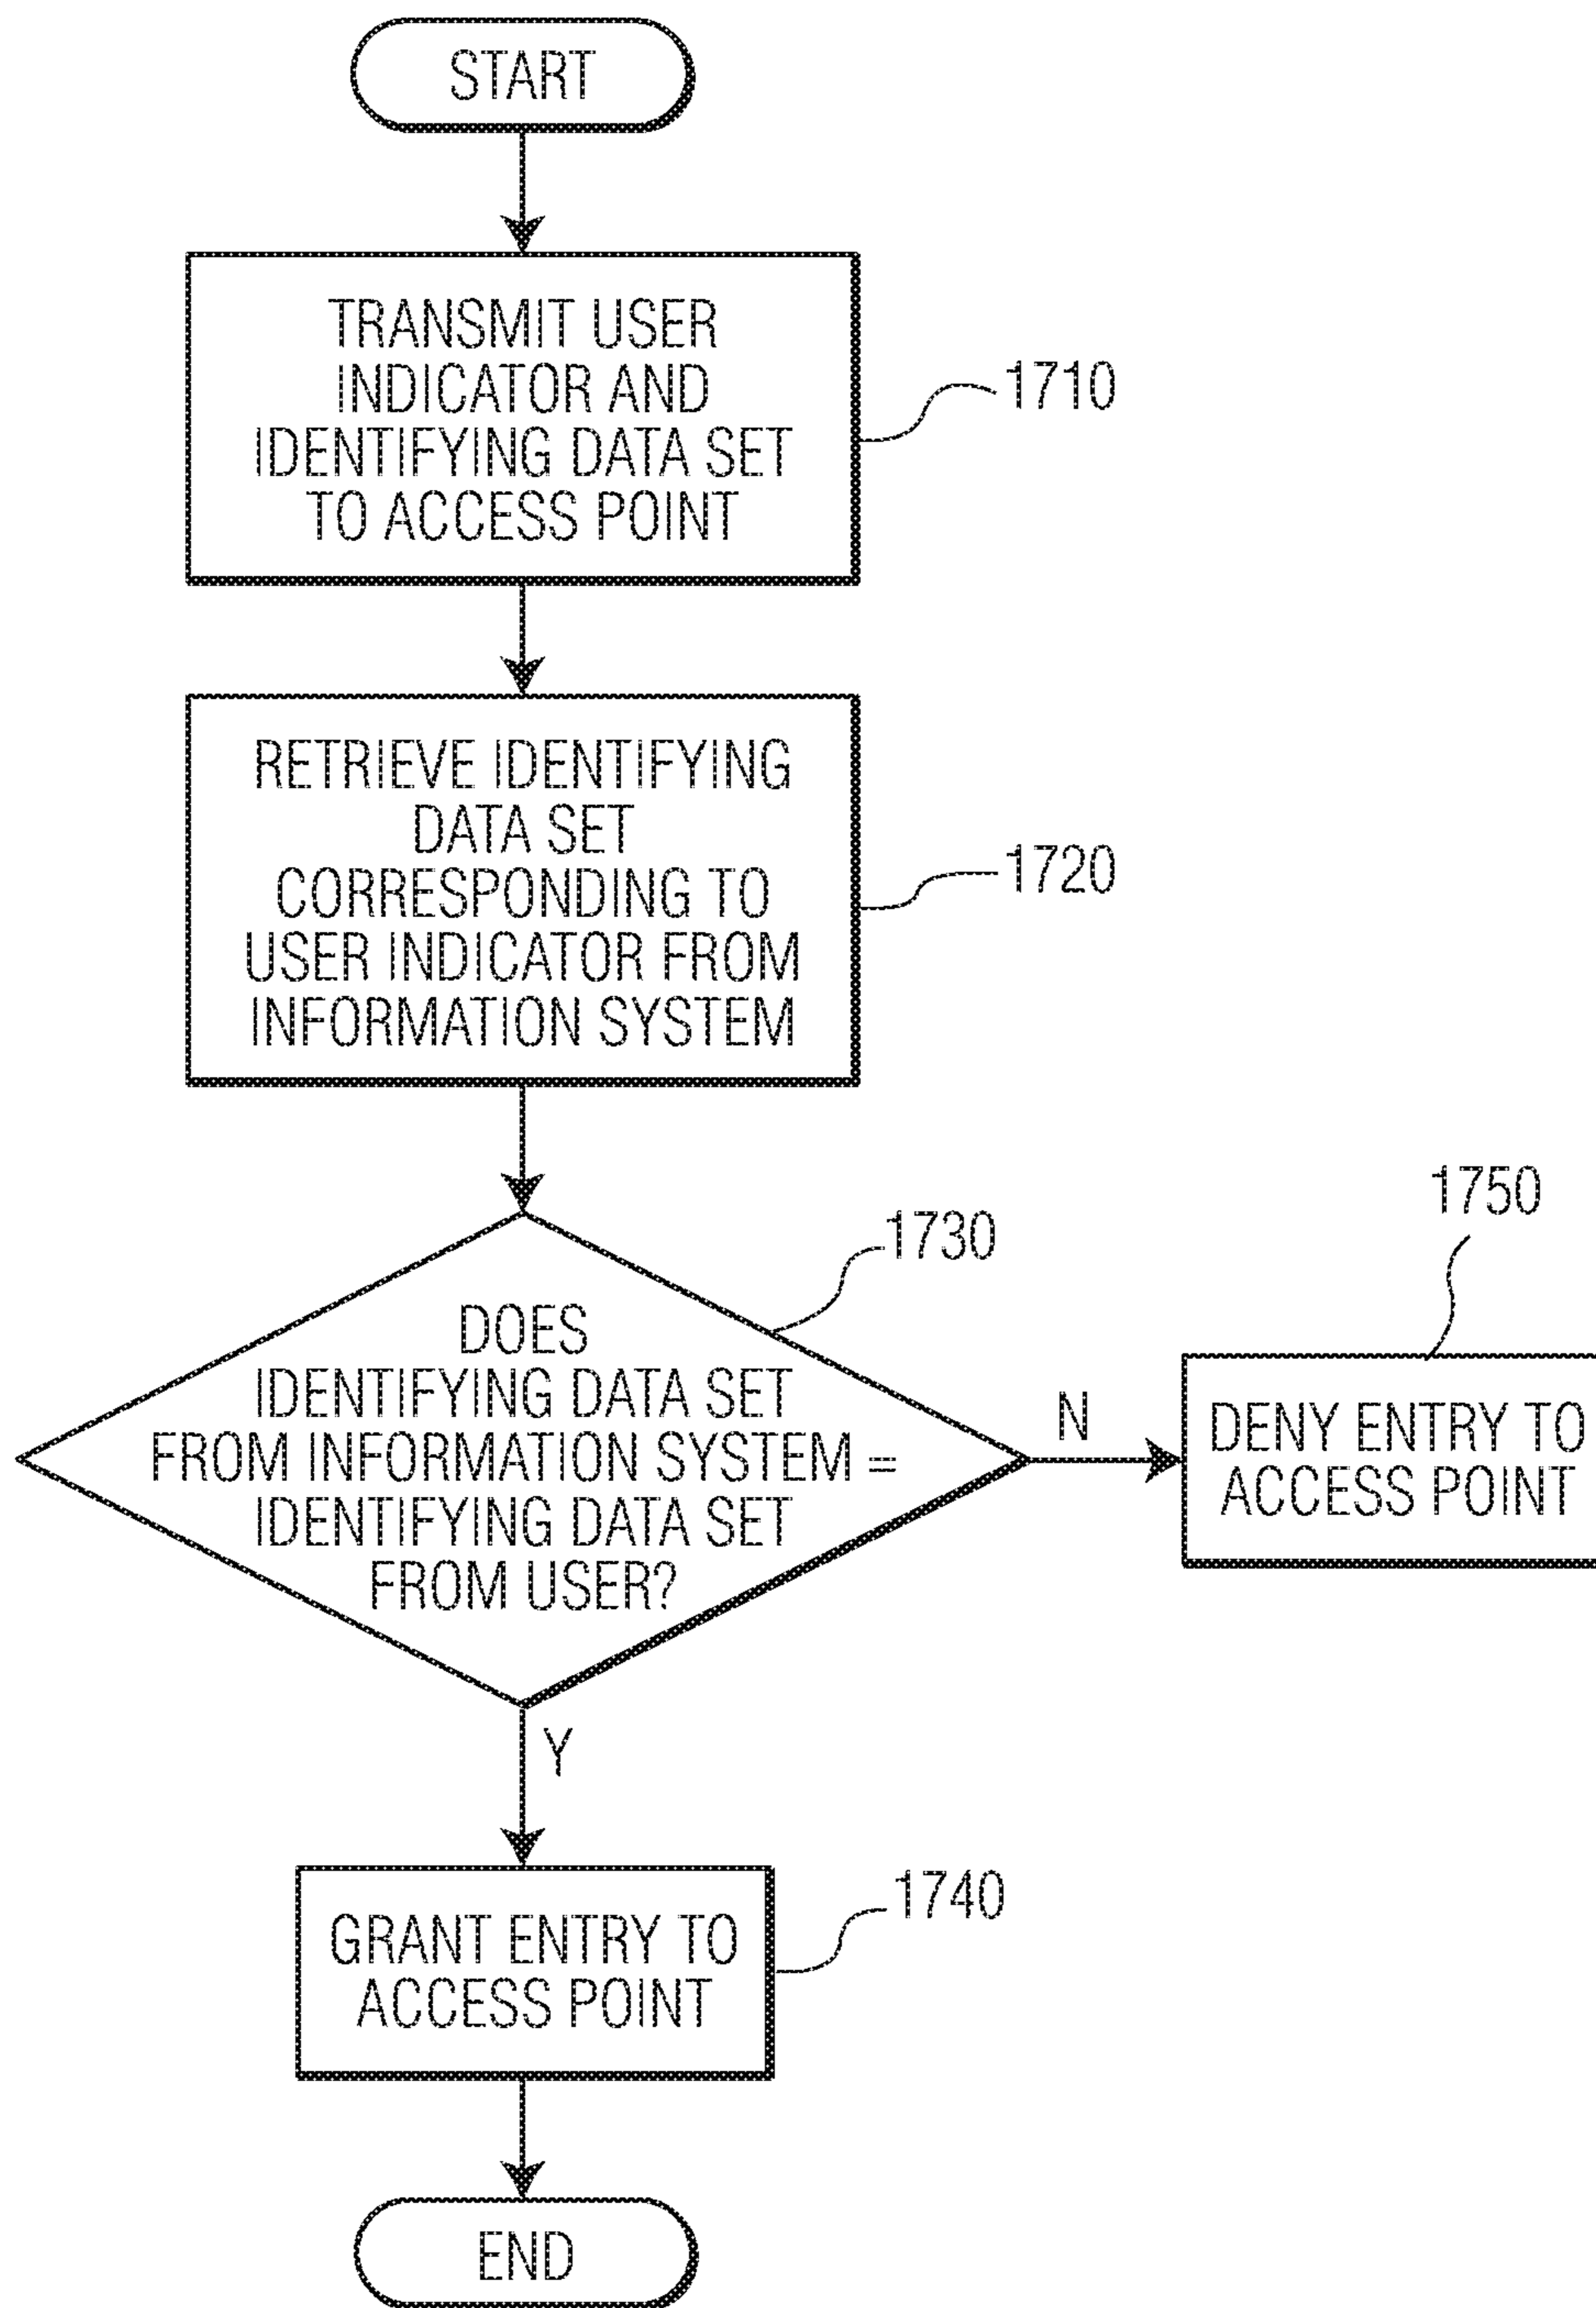 START
TRANSMIT USER
INDICATOR AND
IDENTIFYING DATA SET
TO ACCESS POINT
1710
RETRIEVE IDENTIFYING
DATA SET
CORRESPONDING TO
USER INDICATOR FROM
INFORMATION SYSTEM
1720
1730
DOES
IDENTIFYING DATA SET
FROM INFORMATION SYSTEM =
IDENTIFYING DATA SET
FROM USER?
N
1750
DENY ENTRY TO
ACCESS POINT
Y
GRANT ENTRY TO
ACCESS POINT
1740
END